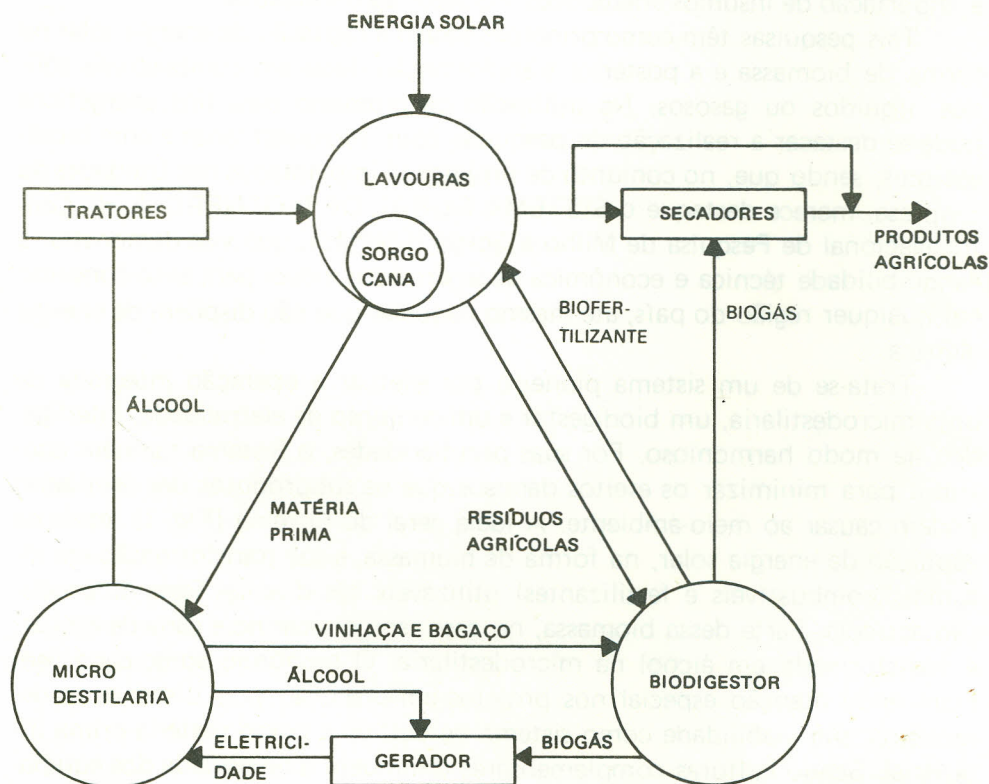 ENERGIA SOLAR
LAVOURAS
TRATORES
SECADORES
SORGO
CANA
PRODUTOS
AGRÍCOLAS
BIOFER-
TILIZANTE
BIOGÁS
ÁLCOOL
MATÉRIA
PRIMA
RESÍDUOS
AGRÍCOLAS
VINHAÇA E BAGAÇO
MICRO
DESTILARIA
ÁLCOOL
BIODIGESTOR
ELETRICI-
DADE
GERADOR
BIOGÁS